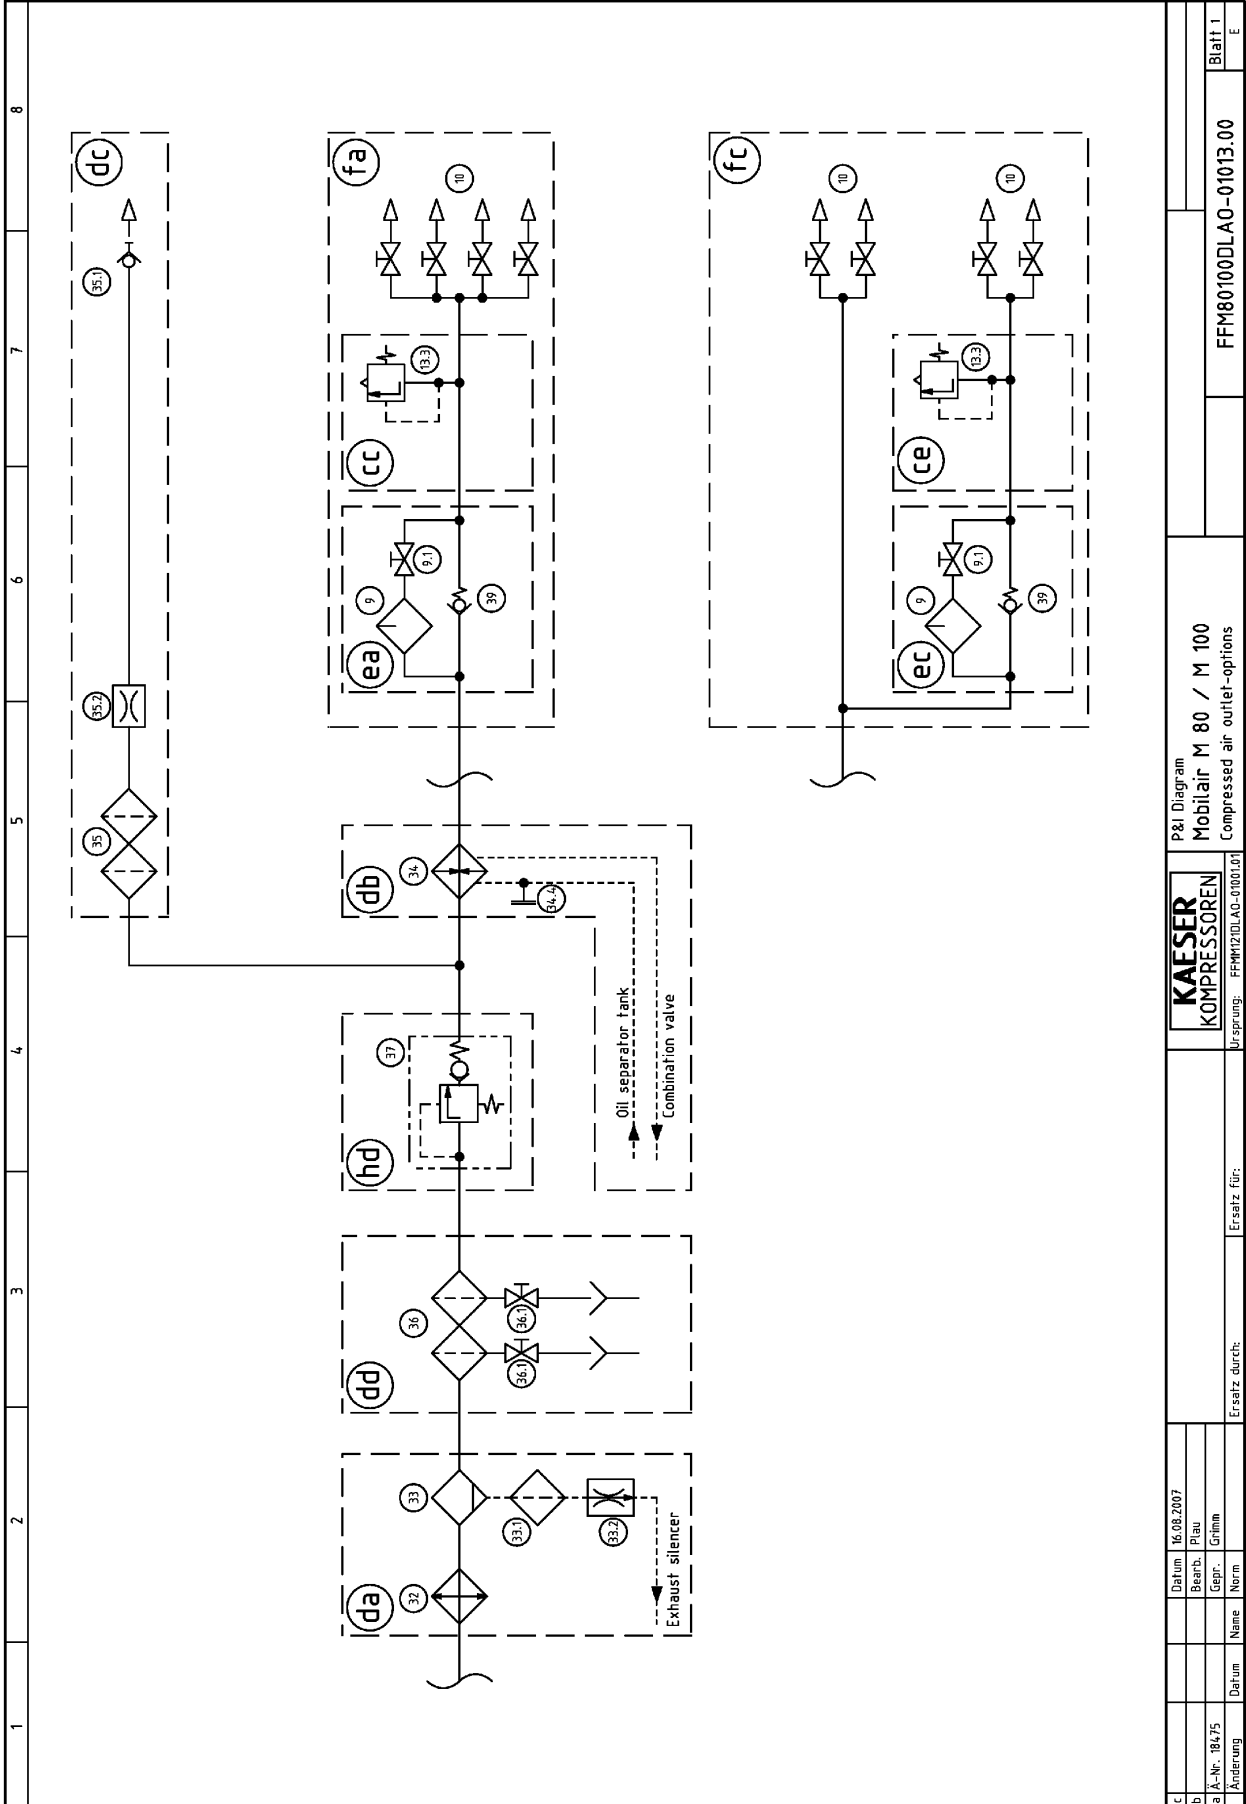 1
2
3
4
5
6
7
8
dc
35
35.2
35.1
da
32
33
33.1
33.2
Exhaust silencer
dd
36
36.1
36.1
hd
37
db
34
34.4
Oil separator tank
Combination valve
fa
ea
9
9.1
39
cc
13.3
10
fc
10
ec
9
9.1
39
ce
13.3
10
c
b
a Ä-Nr. 18475
Änderung Datum Name
Datum 16.08.2007
Bearb. Plau
Gepr. Grimm
Norm
Ersatz durch:
Ersatz für:
KAESER
KOMPRESSOREN
Ursprung: FFMM121DLAO-01001.01
P&I Diagram
Mobilair M 80 / M 100
Compressed air outlet-options
FFM80100DLAO-01013.00
Blatt 1
E